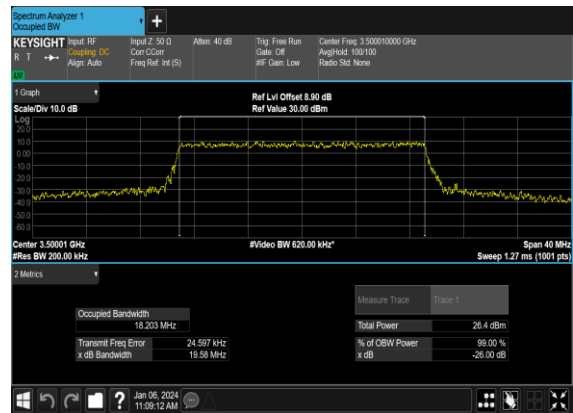 Spectrum Analyzer 1
Occupied BW
KEYSIGHT Input: RF Input Z: 50 Ω Atten: 40 dB Trig: Free Run Center Freq: 3.500010000 GHz
R T Coupling: DC Corr CCorr Gate: Off Avg|Hold: 100/100
Align: Auto Freq Ref: Int (S) #IF Gain: Low Radio Std: None
LW
1 Graph Ref Lvl Offset 8.90 dB
Scale/Div 10.0 dB Ref Value 30.00 dBm
Log
20.0
10.0
0.00
-10.0
-20.0
-30.0
-40.0
-50.0
-60.0
Center 3.50001 GHz #Video BW 620.00 kHz* Span 40 MHz
#Res BW 200.00 kHz Sweep 1.27 ms (1001 pts)
2 Metrics
Measure Trace Trace 1
Occupied Bandwidth
18.203 MHz Total Power 26.4 dBm
Transmit Freq Error 24.597 kHz % of OBW Power 99.00 %
x dB Bandwidth 19.58 MHz x dB -26.00 dB
Jan 06, 2024
11:09:12 AM